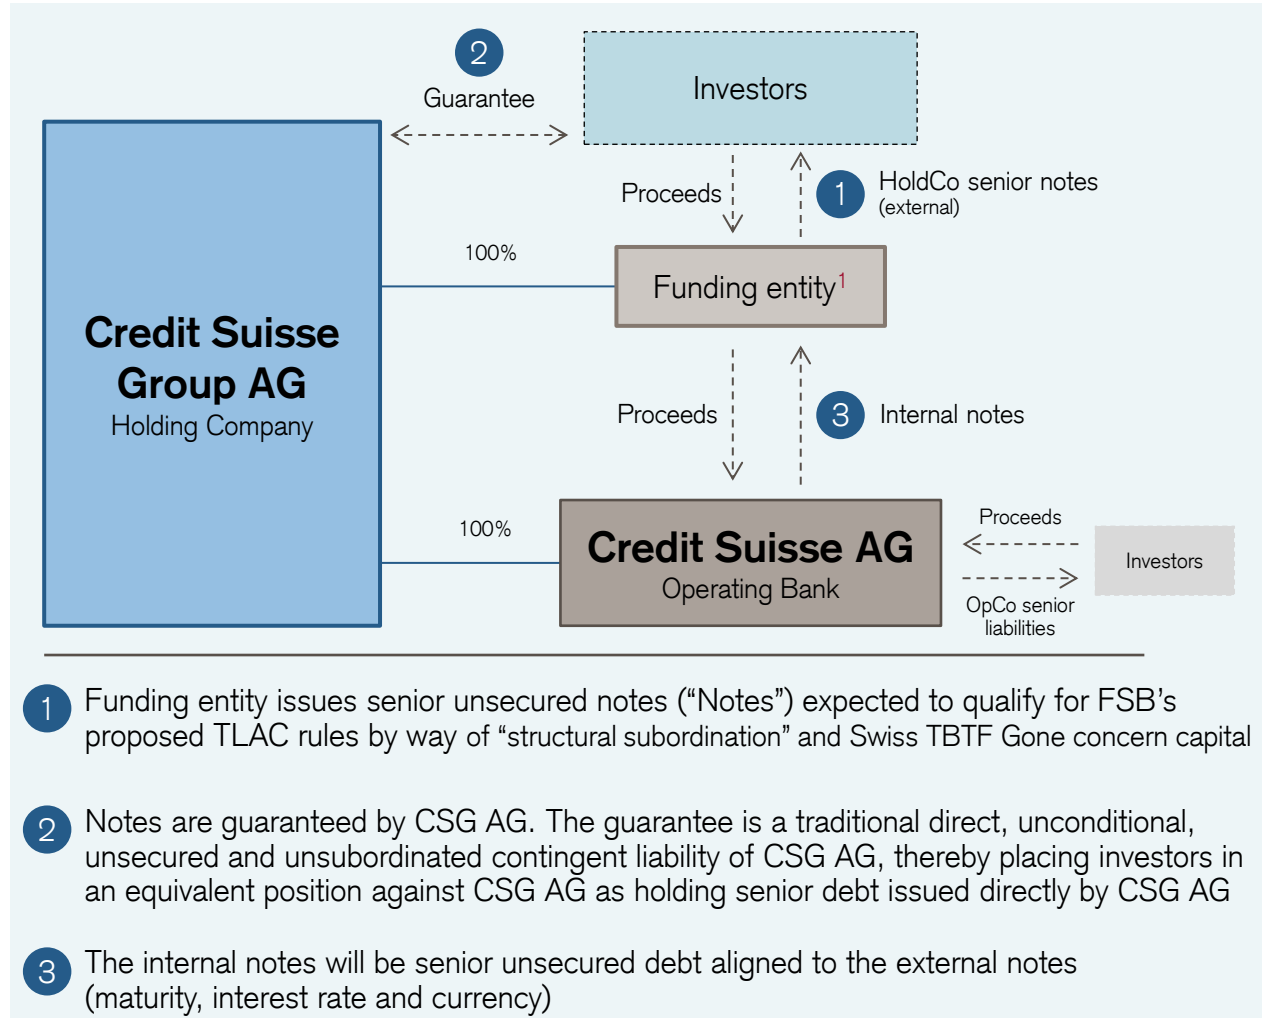 2
Guarantee
Investors
Proceeds
1
HoldCo senior notes
(external)
100%
Funding entity1
Credit Suisse
Group AG
Holding Company
Proceeds
3
Internal notes
100%
Credit Suisse AG
Operating Bank
Proceeds
Investors
OpCo senior
liabilities
1
Funding entity issues senior unsecured notes (“Notes”) expected to qualify for FSB’s
proposed TLAC rules by way of “structural subordination” and Swiss TBTF Gone concern capital
2
Notes are guaranteed by CSG AG. The guarantee is a traditional direct, unconditional,
unsecured and unsubordinated contingent liability of CSG AG, thereby placing investors in
an equivalent position against CSG AG as holding senior debt issued directly by CSG AG
3
The internal notes will be senior unsecured debt aligned to the external notes
(maturity, interest rate and currency)